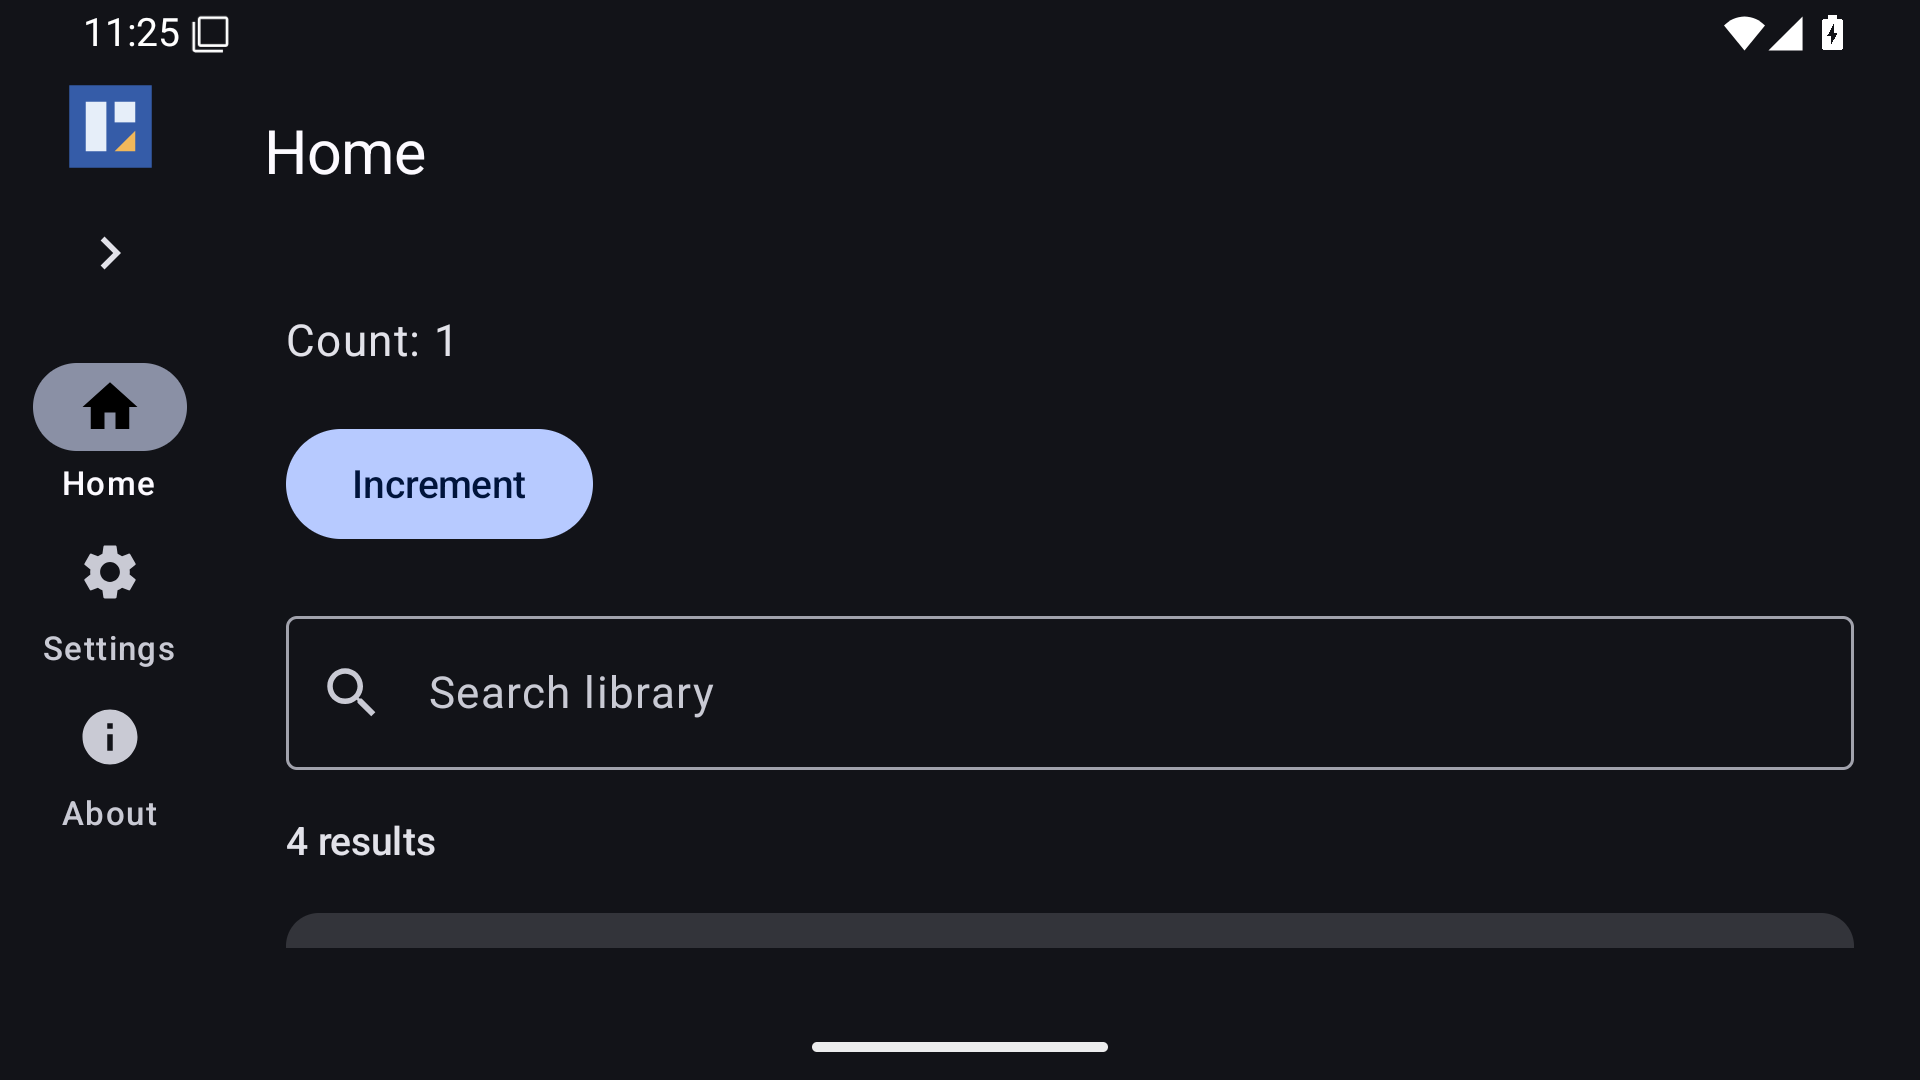 11:25
Home
Count: 1
Increment
Home
Settings
About
Search library
4 results